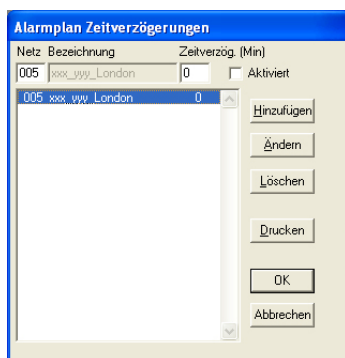 Alarmplan Zeitverzögerungen
Netz Bezeichnung Zeitverzög. (Min)
005 xxx_yyy_London 0 Aktiviert
005 xxx_yyy_London 0
Hinzufügen
Ändern
Löschen
Drucken
OK
Abbrechen